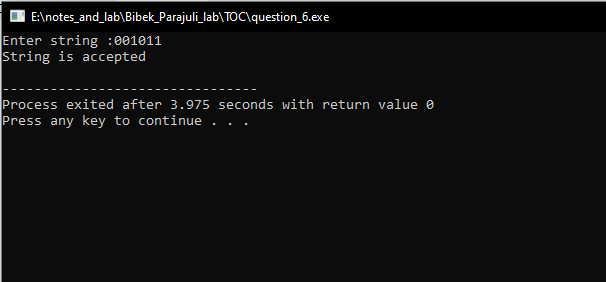 E:\notes_and_lab\Bibek_Parajuli_lab\TOC\question_6.exe
Enter string :001011
String is accepted
--------------------------------
Process exited after 3.975 seconds with return value 0
Press any key to continue . . .